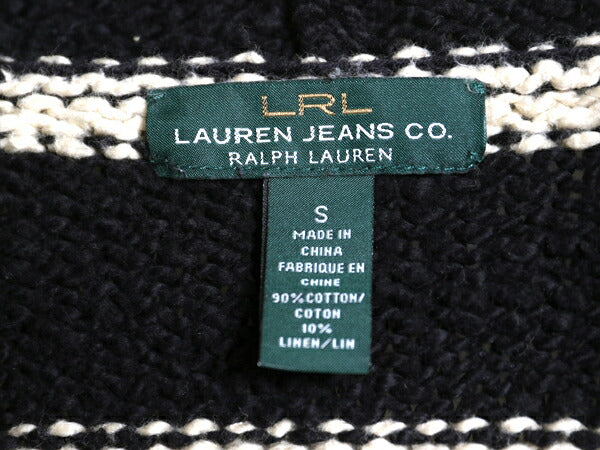 LRL
LAUREN JEANS CO.
RALPH LAUREN
S
MADE IN
CHINA
FABRIQUE EN
CHINE
90% COTTON/
COTON
10%
LINEN/LIN